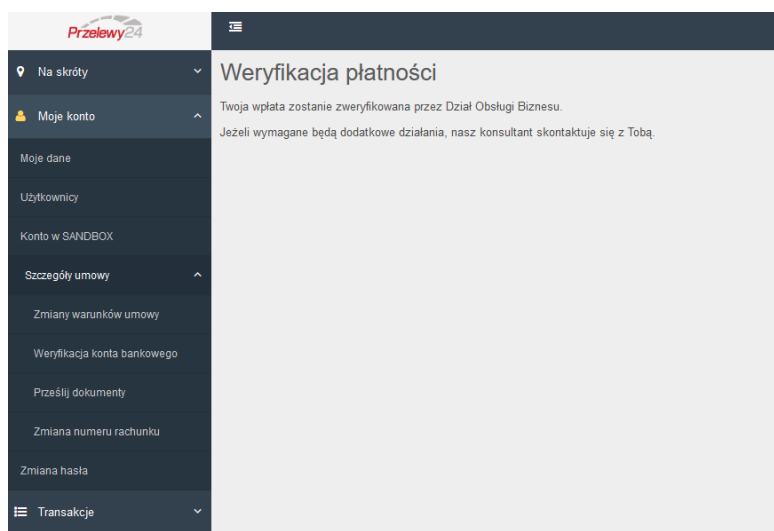 Przelewy24
Na skróty
Moje konto
Moje dane
Użytkownicy
Konto w SANDBOX
Szczegóły umowy
Zmiany warunków umowy
Weryfikacja konta bankowego
Prześlij dokumenty
Zmiana numeru rachunku
Zmiana hasła
Transakcje
Weryfikacja płatności
Twoja wpłata zostanie zweryfikowana przez Dział Obsługi Biznesu.
Jeżeli wymagane będą dodatkowe działania, nasz konsultant skontaktuje się z Tobą.